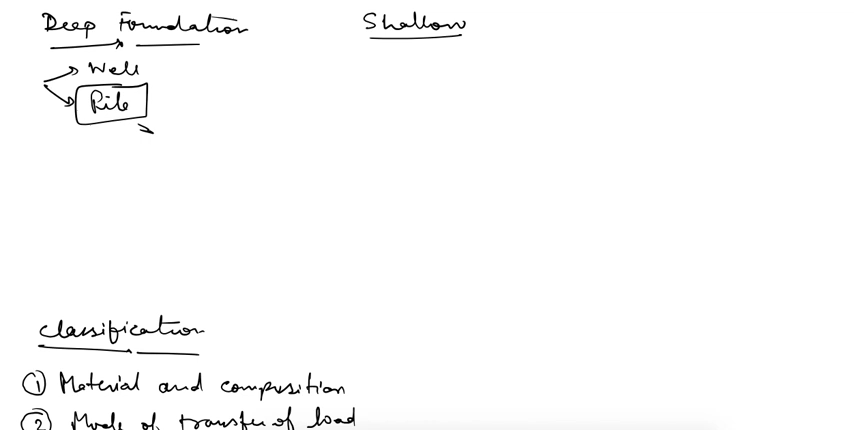 Deep Foundation
Shallow
→ Well
→ Pile
Classification
① Material and composition
② Mode of transfer of load